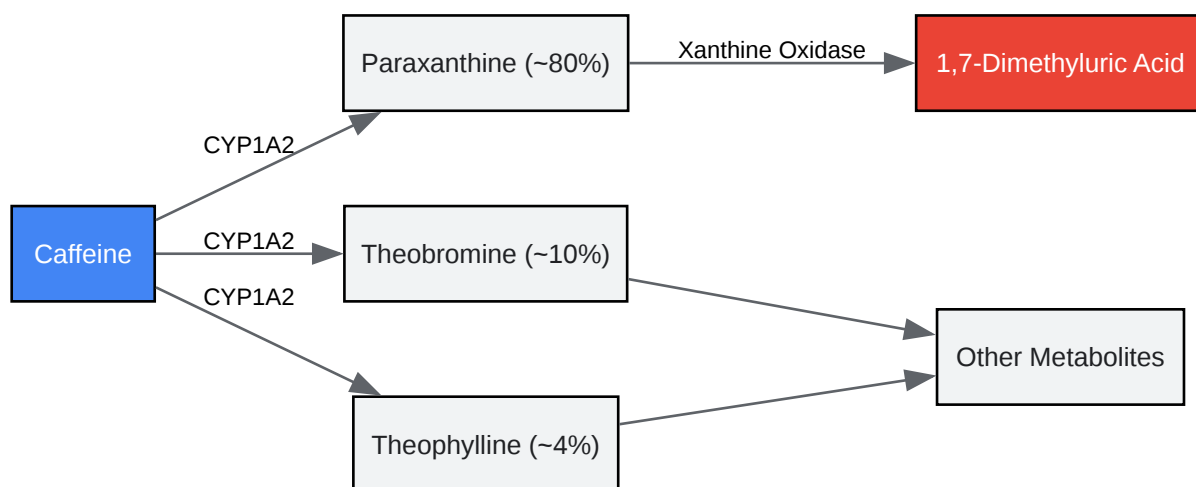 Paraxanthine (~80%)
Xanthine Oxidase
1,7-Dimethyluric Acid
CYP1A2
Caffeine
CYP1A2
Theobromine (~10%)
CYP1A2
Other Metabolites
Theophylline (~4%)